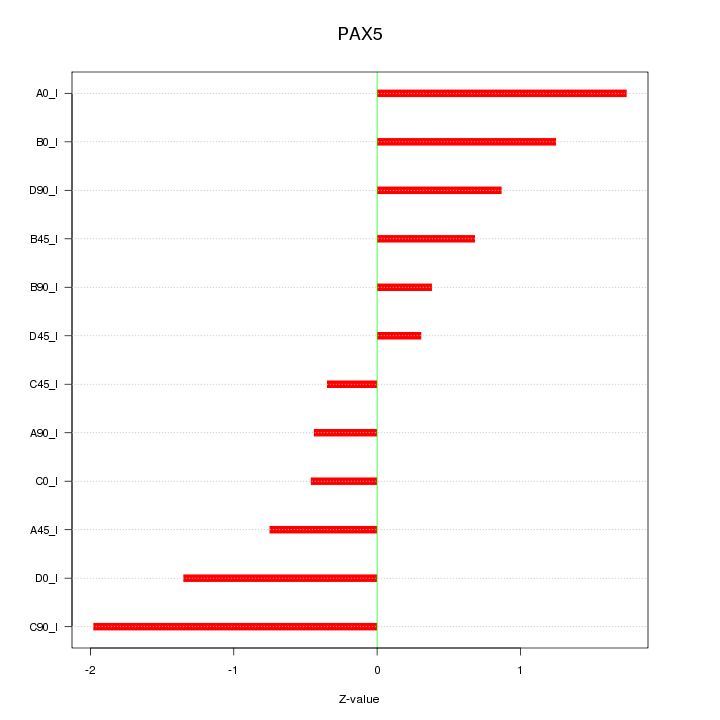 PAX5
A0_I
B0_I
D90_I
B45_I
B90_I
D45_I
C45_I
A90_I
C0_I
A45_I
D0_I
C90_I
-2 -1 0 1
Z-value